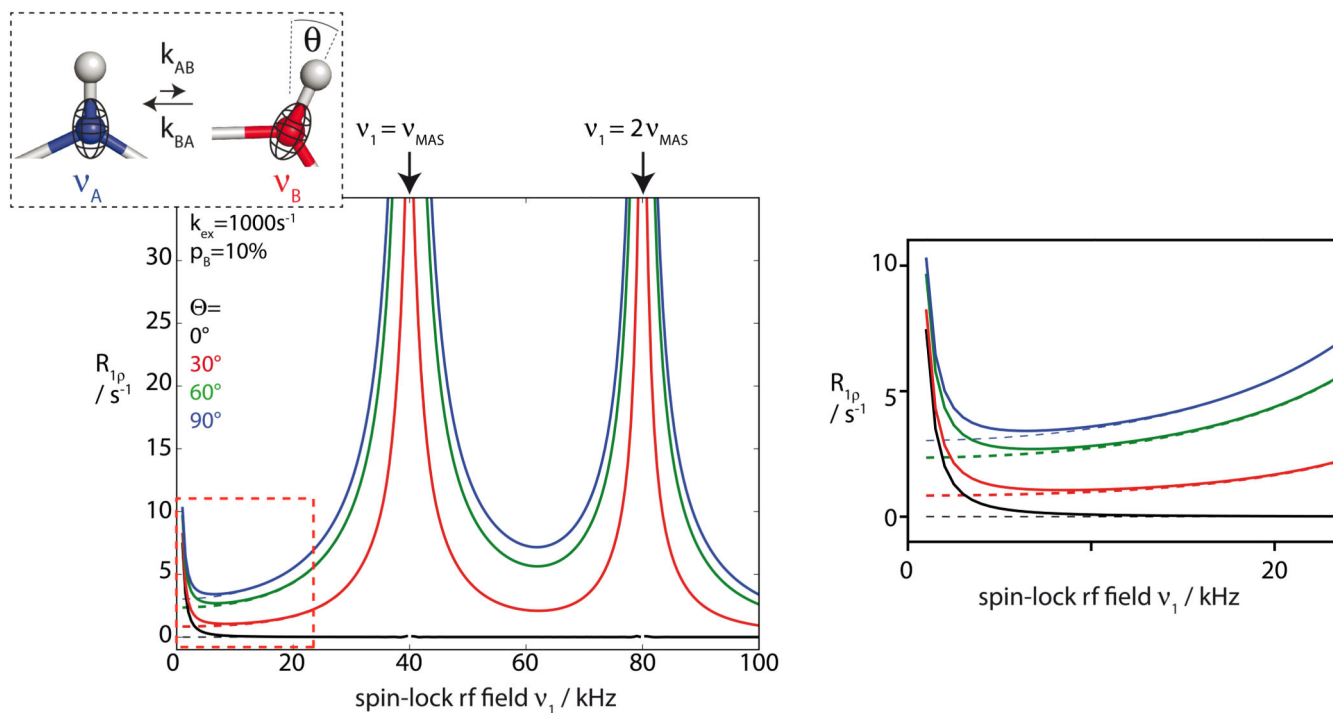 k_AB
k_BA
θ
ν_A
ν_B
ν_1 = ν_MAS
ν_1 = 2ν_MAS
k_ex=1000s⁻¹
p_B=10%
Θ=
0°
30°
60°
90°
R_1ρ
/ s⁻¹
30
25
20
15
10
5
0
0
20
40
60
80
100
spin-lock rf field ν_1 / kHz
10
R_1ρ
/ s⁻¹
5
0
0
20
spin-lock rf field ν_1 / kHz